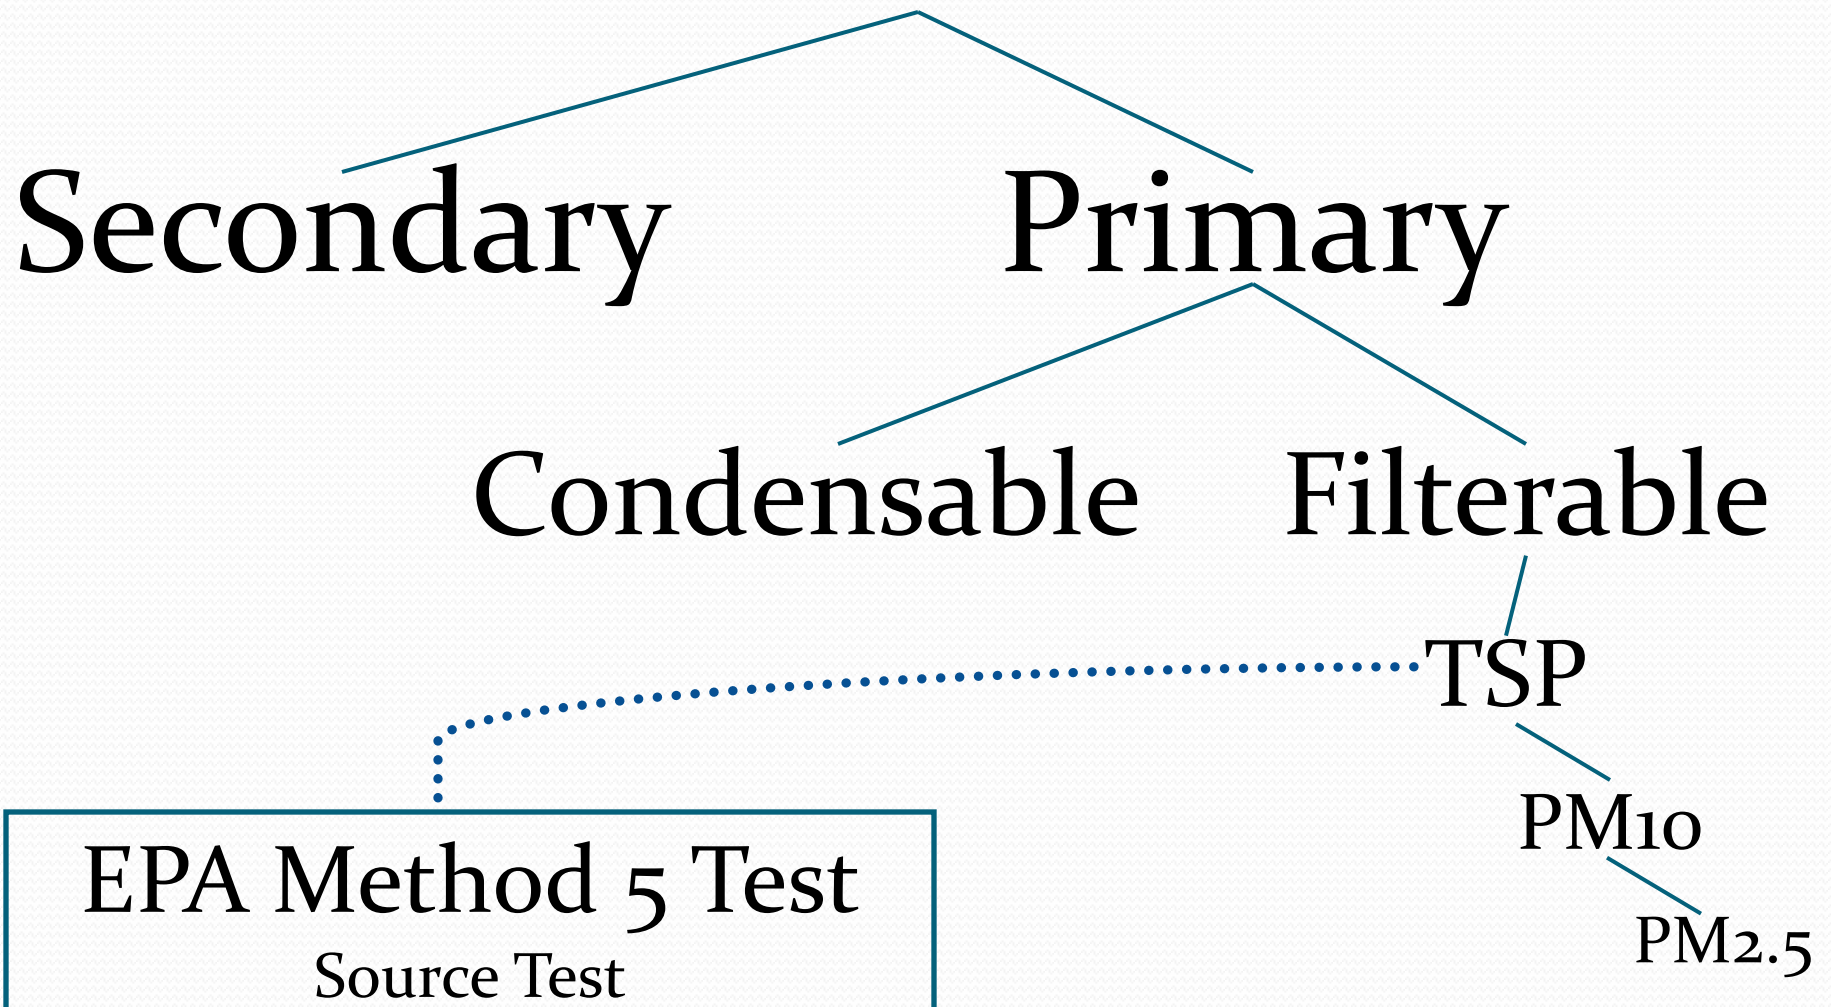 Secondary Primary
Condensable Filterable
TSP
PM10
EPA Method 5 Test
PM2.5
Source Test